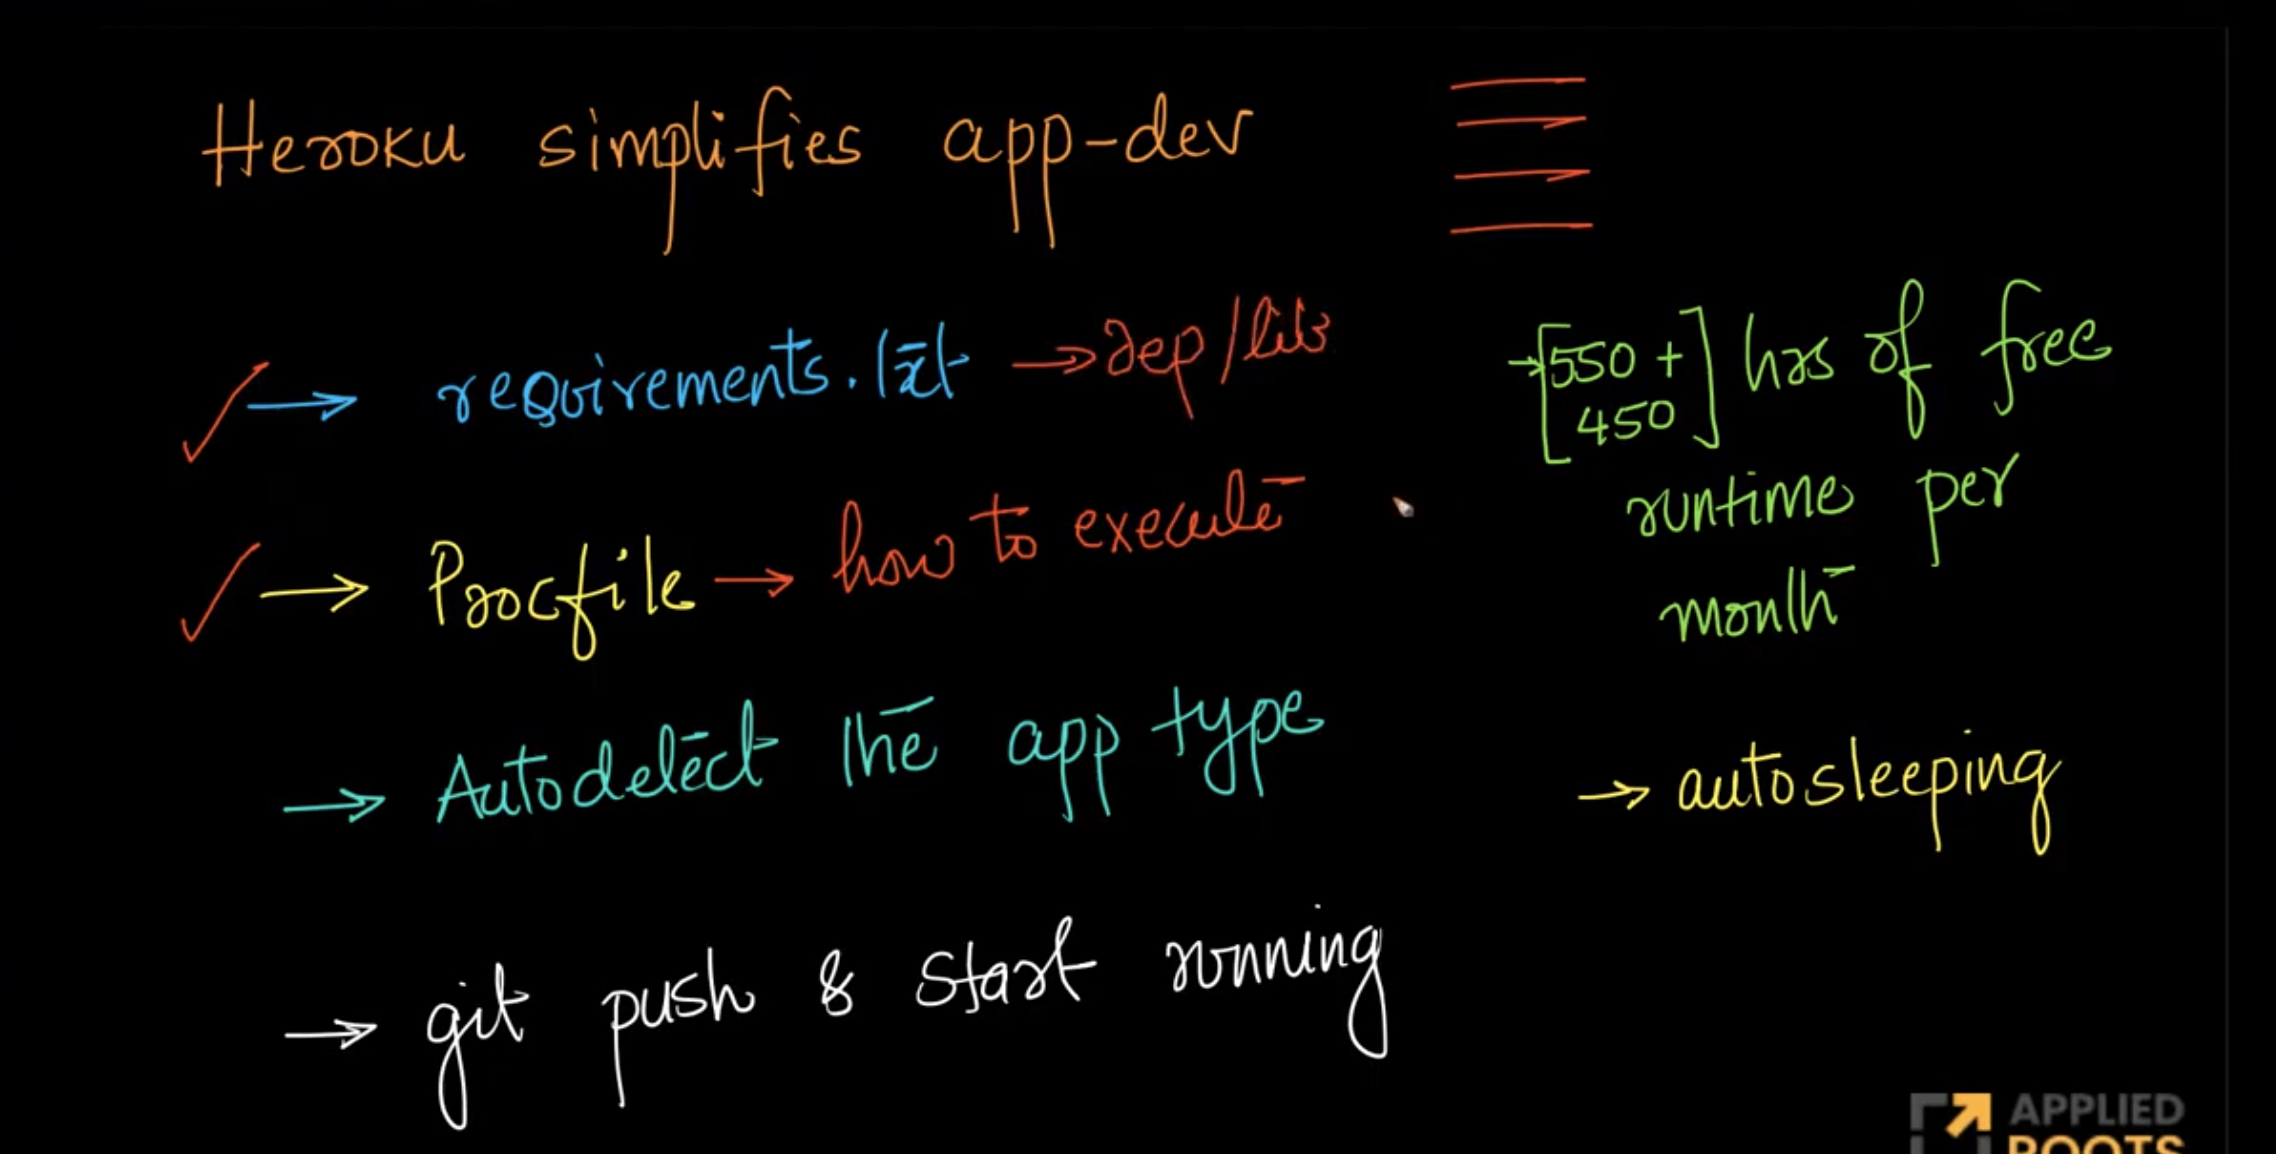 Heroku simplifies app-dev
→ requirements.txt → dep/libs
→ Procfile → how to execute
→ Autodetect the app type
→ git push & start running
→ [550 + 450] hrs of free
runtime per
month
→ autosleeping
APPLIED
ROOTS